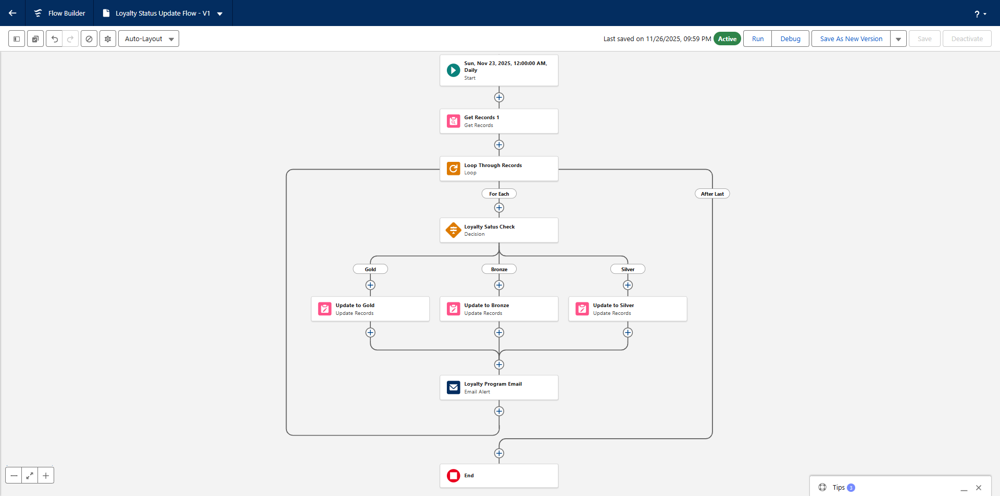 Flow Builder
Loyalty Status Update Flow - V1
?
Auto-Layout
Last saved on 11/26/2025, 09:59 PM
Active
Run
Debug
Save As New Version
Save
Deactivate
Sun, Nov 23, 2025, 12:00:00 AM,
Daily
Start
Get Records 1
Get Records
Loop Through Records
Loop
For Each
After Last
Loyalty Satus Check
Decision
Gold
Bronze
Silver
Update to Gold
Update Records
Update to Bronze
Update Records
Update to Silver
Update Records
Loyalty Program Email
Email Alert
End
Tips 3